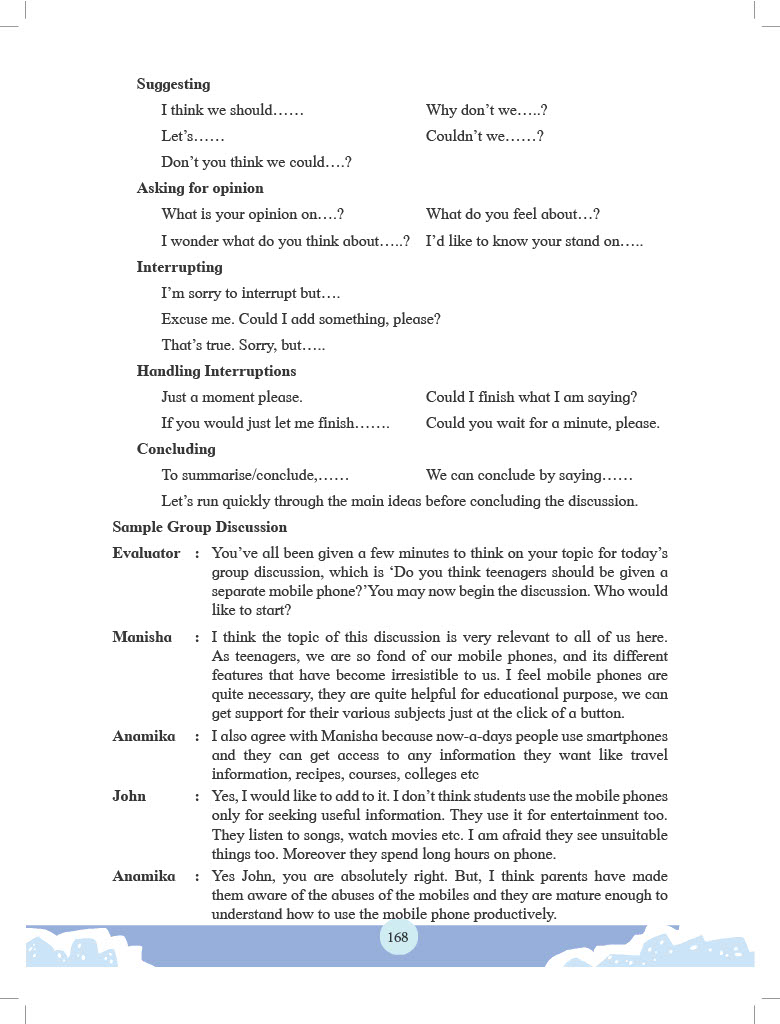 Suggesting
I think we should…… Why don’t we…..?
Let’s…… Couldn’t we……?
Don’t you think we could….?
Asking for opinion
What is your opinion on….? What do you feel about…?
I wonder what do you think about…..? I’d like to know your stand on…..
Interrupting
I’m sorry to interrupt but….
Excuse me. Could I add something, please?
That’s true. Sorry, but…..
Handling Interruptions
Just a moment please. Could I finish what I am saying?
If you would just let me finish……. Could you wait for a minute, please.
Concluding
To summarise/conclude,…… We can conclude by saying……
Let’s run quickly through the main ideas before concluding the discussion.
Sample Group Discussion
Evaluator : You’ve all been given a few minutes to think on your topic for today’s
group discussion, which is ‘Do you think teenagers should be given a
separate mobile phone?’You may now begin the discussion. Who would
like to start?
Manisha : I think the topic of this discussion is very relevant to all of us here.
As teenagers, we are so fond of our mobile phones, and its different
features that have become irresistible to us. I feel mobile phones are
quite necessary, they are quite helpful for educational purpose, we can
get support for their various subjects just at the click of a button.
Anamika : I also agree with Manisha because now-a-days people use smartphones
and they can get access to any information they want like travel
information, recipes, courses, colleges etc
John : Yes, I would like to add to it. I don’t think students use the mobile phones
only for seeking useful information. They use it for entertainment too.
They listen to songs, watch movies etc. I am afraid they see unsuitable
things too. Moreover they spend long hours on phone.
Anamika : Yes John, you are absolutely right. But, I think parents have made
them aware of the abuses of the mobiles and they are mature enough to
understand how to use the mobile phone productively.
168